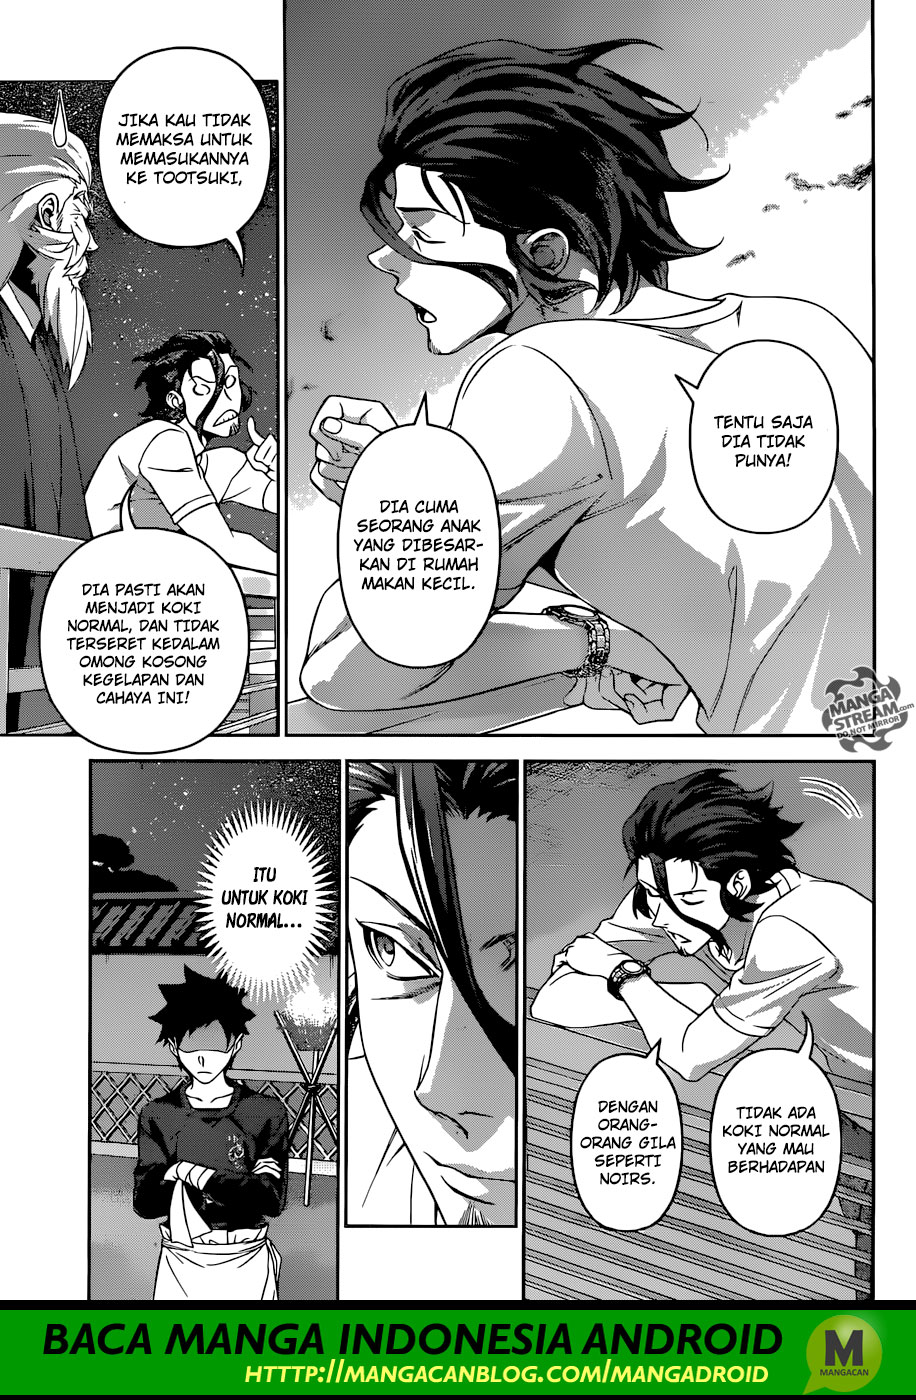 TENTU SAJA
DIA TIDAK
PUNYA!
DIA CUMA
SEORANG ANAK
YANG DIBESAR-
KAN DI RUMAH
MAKAN KECIL.
JIKA KAU TIDAK
MEMAKSA UNTUK
MEMASUKANNYA
KE TOOTSUKI,
DIA PASTI AKAN
MENJADI KOKI
NORMAL, DAN TIDAK
TERSERET KEDALAM
OMONG KOSONG
KEGELAPAN DAN
CAHAYA INI!
MANGA
STREAM.com
DO NOT MIRROR
TIDAK ADA
KOKI NORMAL
YANG MAU
BERHADAPAN
DENGAN
ORANG-
ORANG GILA
SEPERTI
NOIRS.
ITU
UNTUK KOKI
NORMAL...
BACA MANGA INDONESIA ANDROID
HTTTP://MANGACANBLOG.COM/MANGADROID
M
MANGACAN